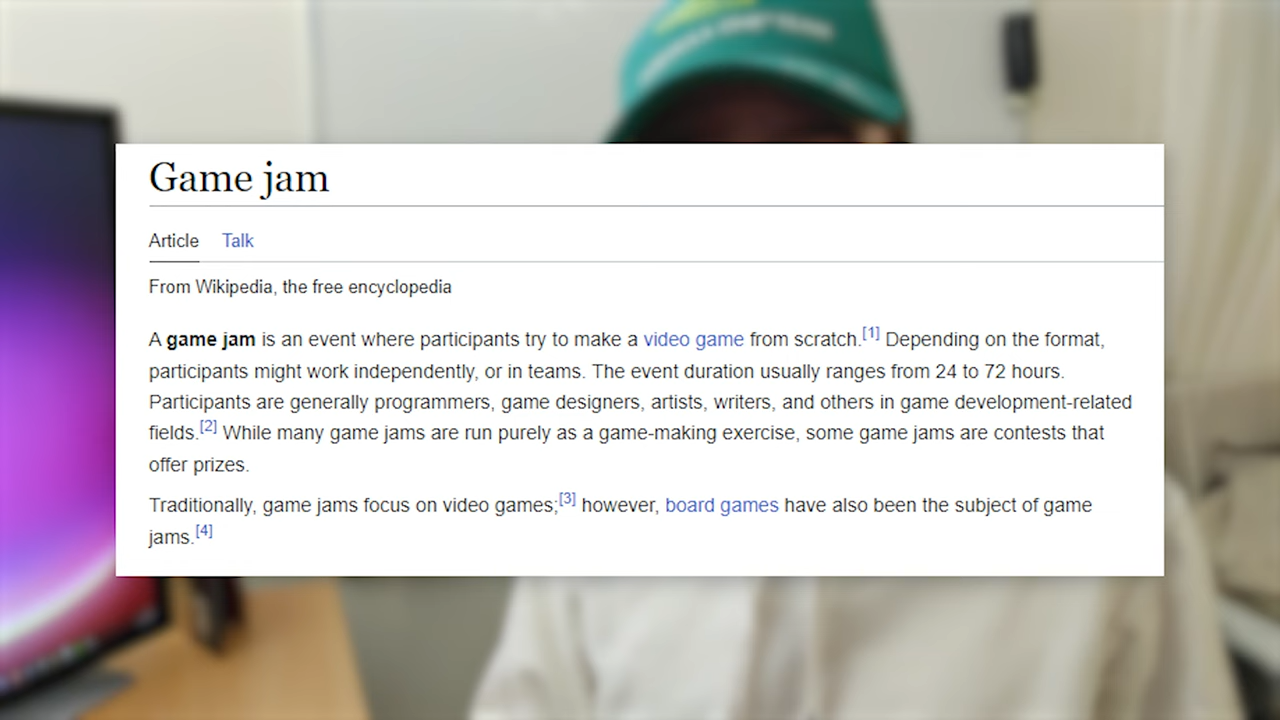 Game jam
Article Talk
From Wikipedia, the free encyclopedia
A game jam is an event where participants try to make a video game from scratch.[1] Depending on the format,
participants might work independently, or in teams. The event duration usually ranges from 24 to 72 hours.
Participants are generally programmers, game designers, artists, writers, and others in game development-related
fields.[2] While many game jams are run purely as a game-making exercise, some game jams are contests that
offer prizes.
Traditionally, game jams focus on video games;[3] however, board games have also been the subject of game
jams.[4]